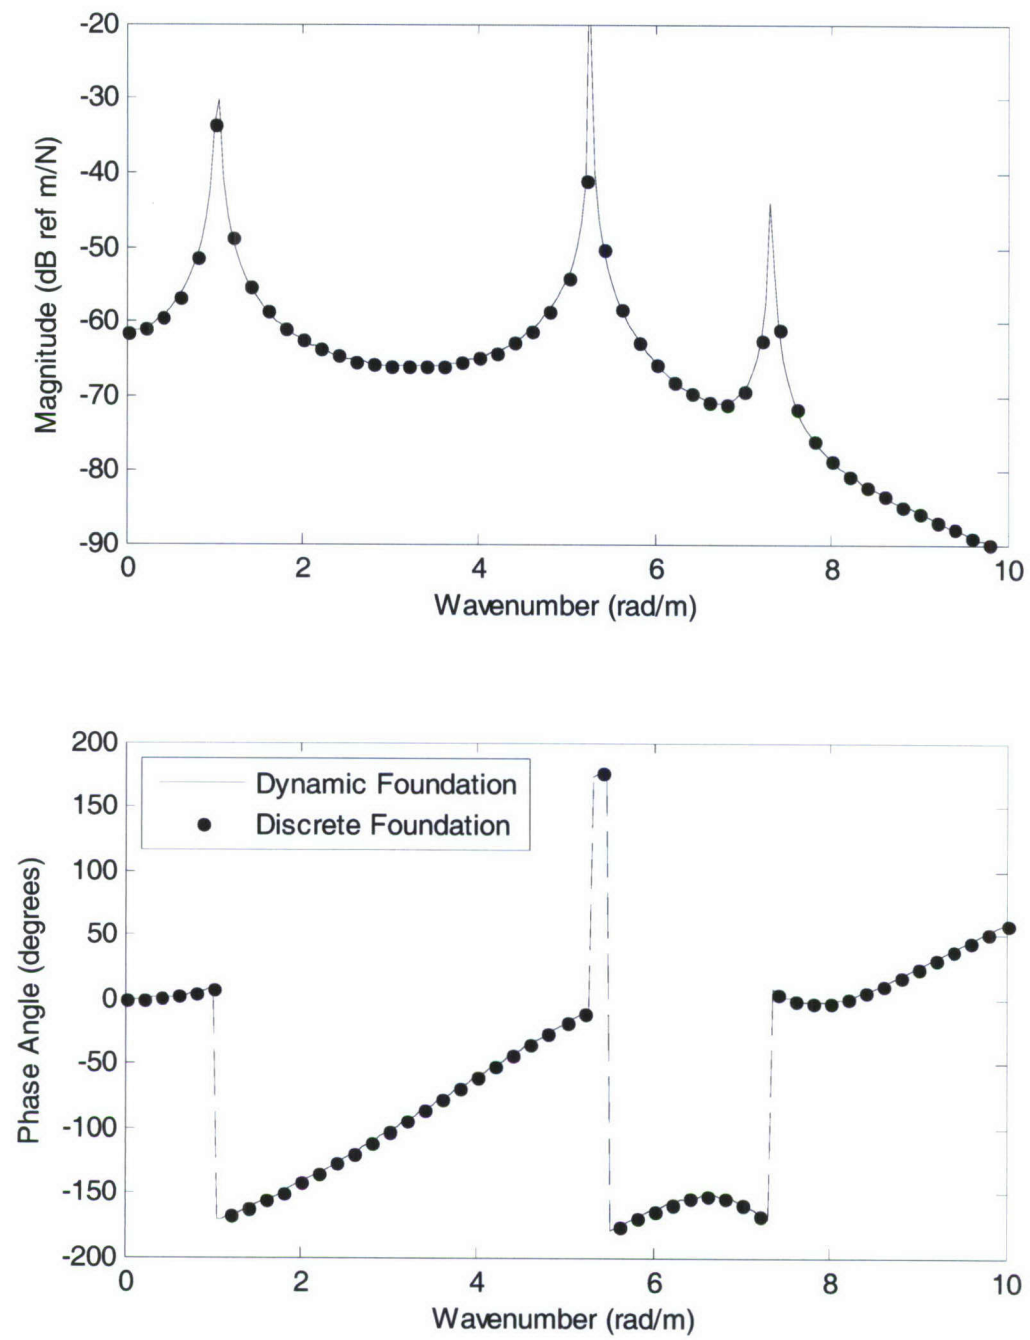 -20
-30
-40
-50
-60
-70
-80
-90
Magnitude (dB ref m/N)
0 2 4 6 8 10
Wavenumber (rad/m)
200
150
100
50
0
-50
-100
-150
-200
Phase Angle (degrees)
Dynamic Foundation
Discrete Foundation
0 2 4 6 8 10
Wavenumber (rad/m)